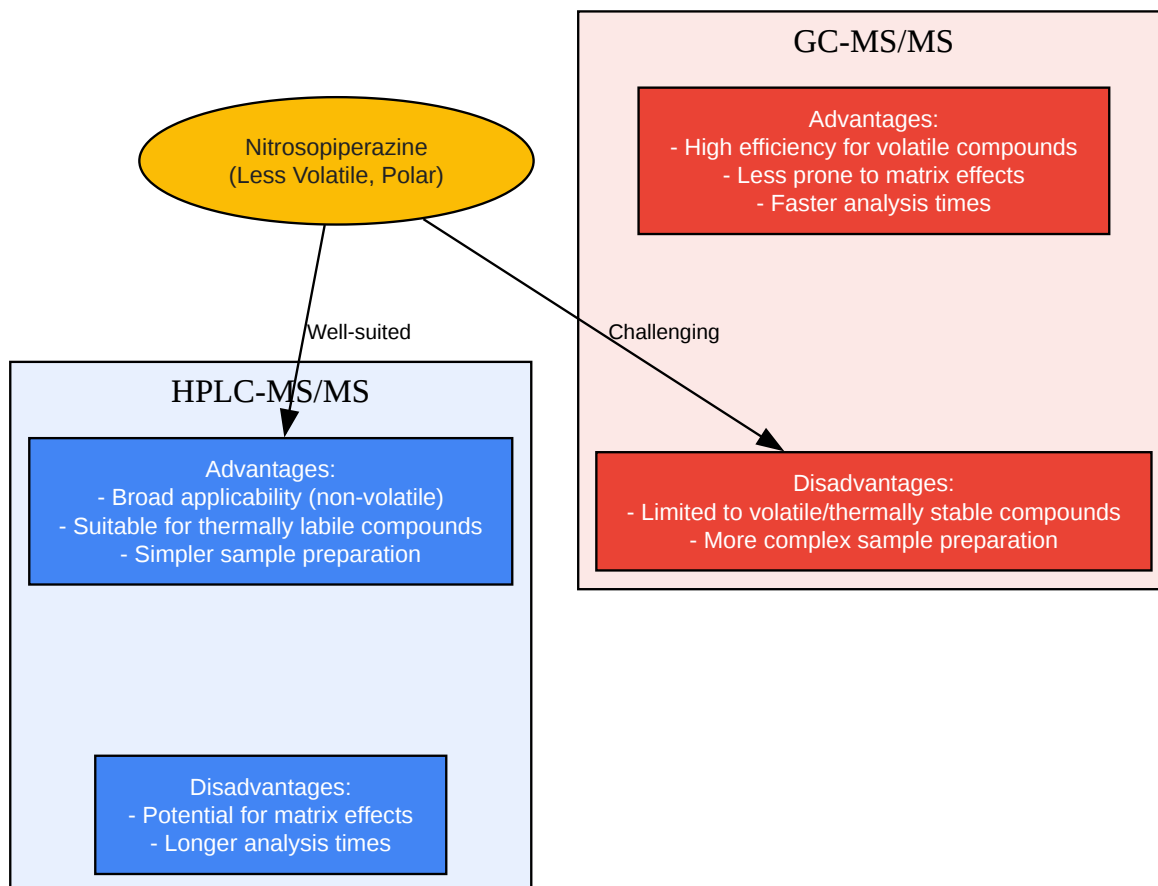 GC-MS/MS
Advantages:
- High efficiency for volatile compounds
- Less prone to matrix effects
- Faster analysis times
Nitrosopiperazine
(Less Volatile, Polar)
Well-suited
Challenging
HPLC-MS/MS
Advantages:
- Broad applicability (non-volatile)
- Suitable for thermally labile compounds
- Simpler sample preparation
Disadvantages:
- Limited to volatile/thermally stable compounds
- More complex sample preparation
Disadvantages:
- Potential for matrix effects
- Longer analysis times